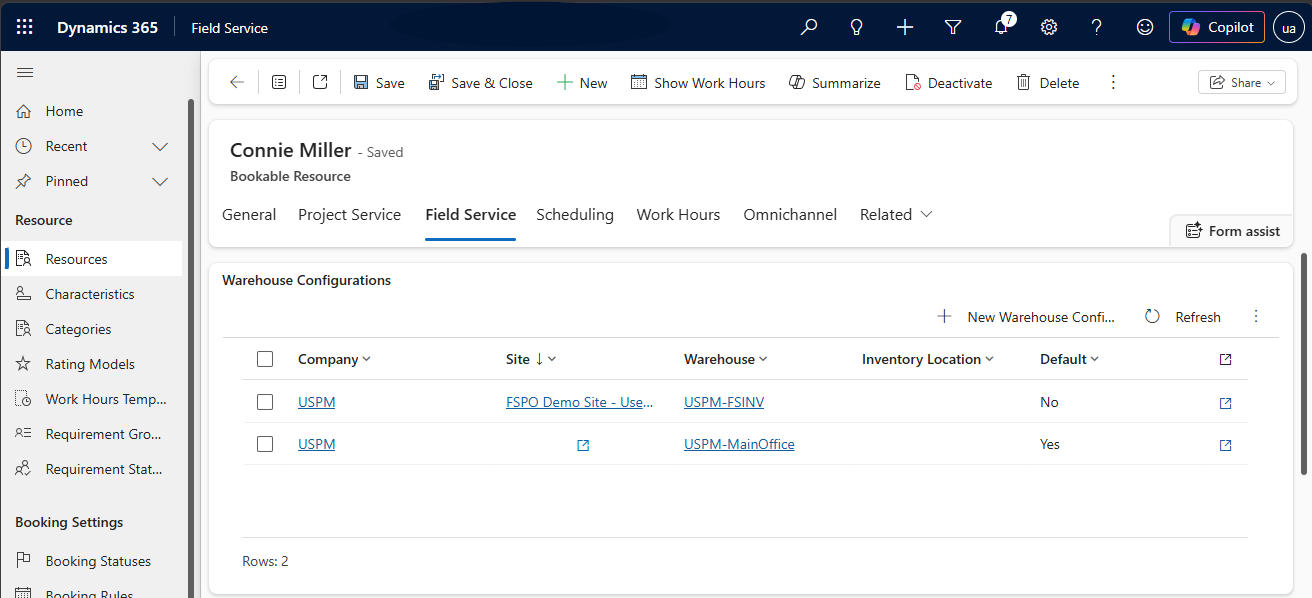 Dynamics 365 Field Service 7 Copilot ua
Save Save & Close New Show Work Hours Summarize Deactivate Delete Share
Home
Recent
Pinned
Resource
Resources
Characteristics
Categories
Rating Models
Work Hours Temp...
Requirement Gro...
Requirement Stat...
Booking Settings
Booking Statuses
Booking Rules
Connie Miller - Saved
Bookable Resource
General Project Service Field Service Scheduling Work Hours Omnichannel Related
Form assist
Warehouse Configurations
New Warehouse Confi... Refresh
Company Site Warehouse Inventory Location Default
USPM FSPO Demo Site - Use... USPM-FSINV No
USPM USPM-MainOffice Yes
Rows: 2